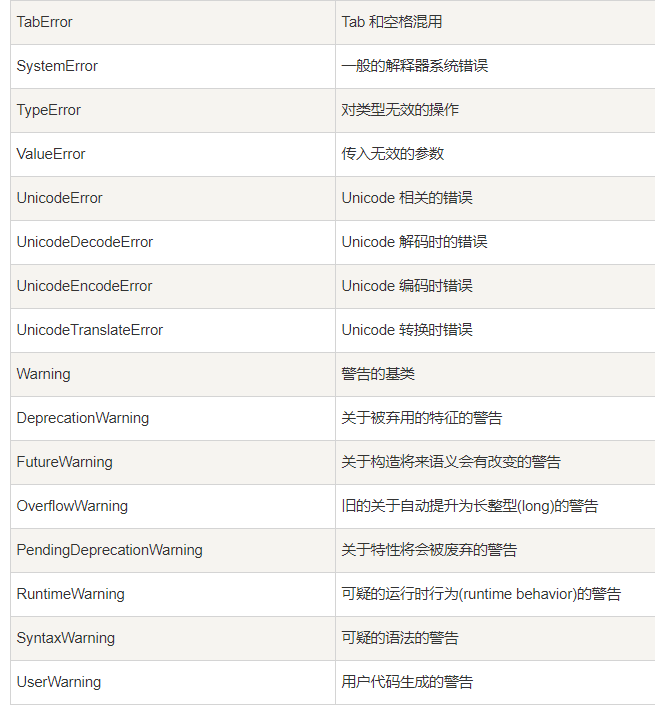 TabError Tab 和空格混用
SystemError 一般的解释器系统错误
TypeError 对类型无效的操作
ValueError 传入无效的参数
UnicodeError Unicode 相关的错误
UnicodeDecodeError Unicode 解码时的错误
UnicodeEncodeError Unicode 编码时错误
UnicodeTranslateError Unicode 转换时错误
Warning 警告的基类
DeprecationWarning 关于被弃用的特征的警告
FutureWarning 关于构造将来语义会有改变的警告
OverflowWarning 旧的关于自动提升为长整型(long)的警告
PendingDeprecationWarning 关于特性将会被废弃的警告
RuntimeWarning 可疑的运行时行为(runtime behavior)的警告
SyntaxWarning 可疑的语法的警告
UserWarning 用户代码生成的警告